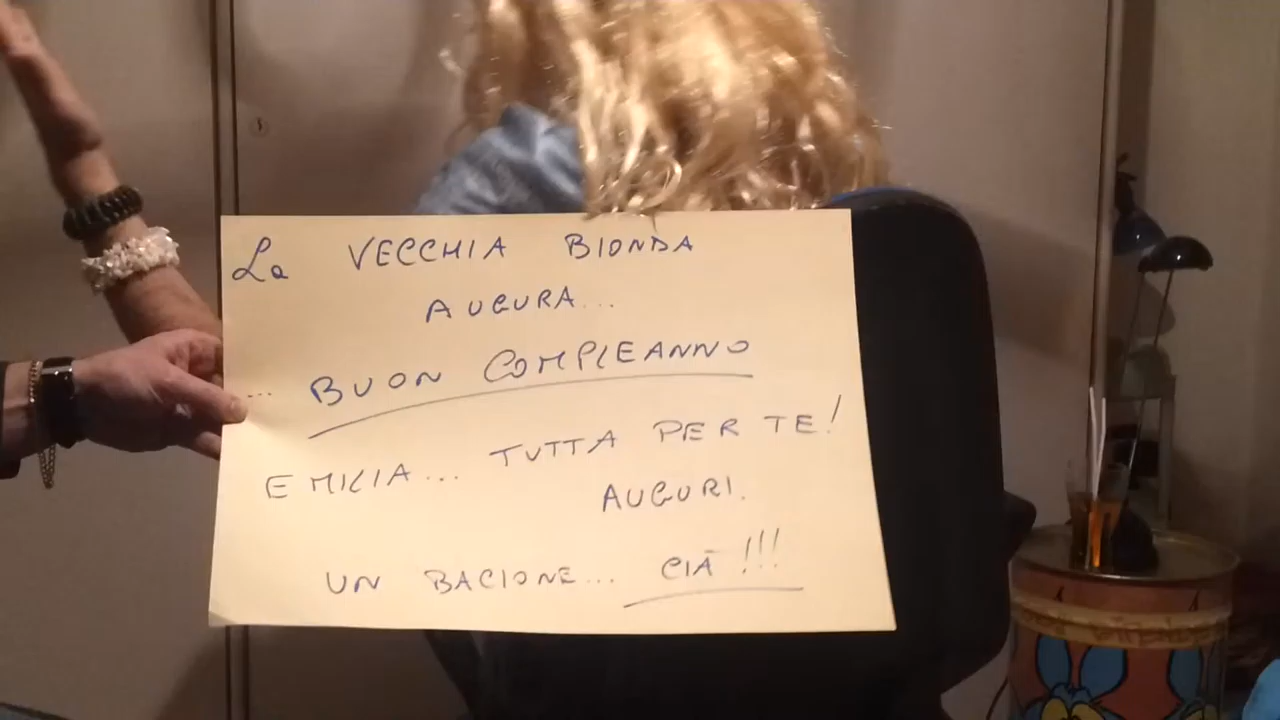 La VECCHIA BIONDA
AUGURA...
... BUON COMPLEANNO
EMILIA... TUTTA PER TE!
AUGURI.
UN BACIONE... CIÀ !!!